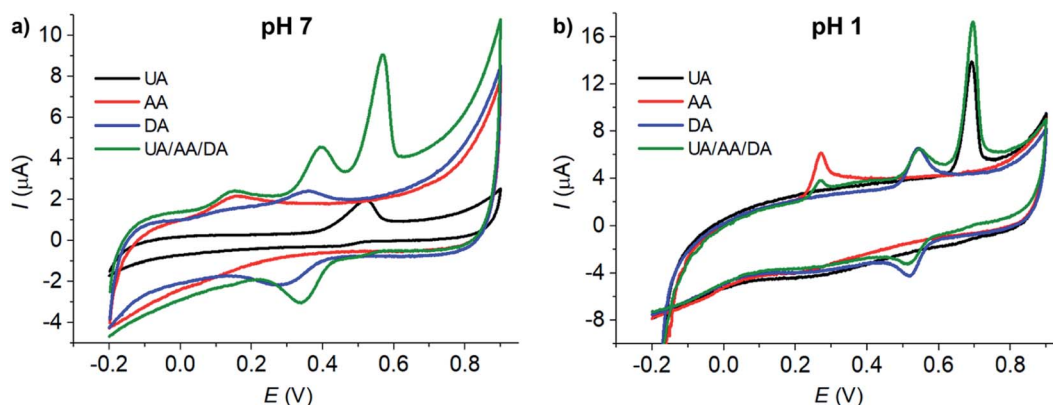 a)
pH 7
10
8
6
4
2
0
-2
-4
I (µA)
UA
AA
DA
UA/AA/DA
-0.2 0.0 0.2 0.4 0.6 0.8
E (V)
b)
pH 1
16
12
8
4
0
-4
-8
I (µA)
UA
AA
DA
UA/AA/DA
-0.2 0.0 0.2 0.4 0.6 0.8
E (V)